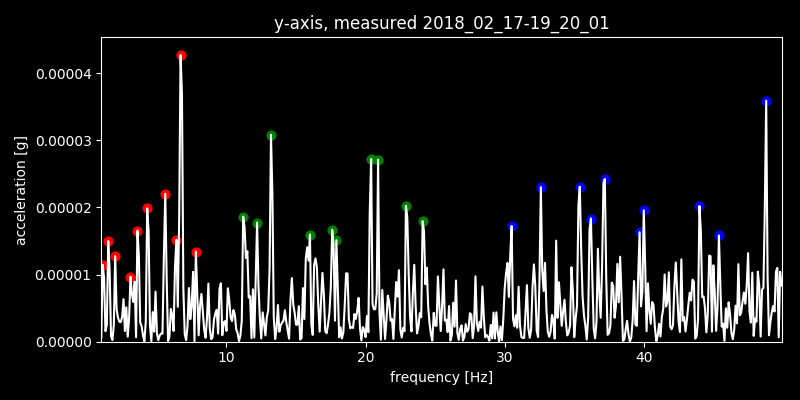 y-axis, measured 2018_02_17-19_20_01
acceleration [g]
0.00004
0.00003
0.00002
0.00001
0.00000
10 20 30 40
frequency [Hz]